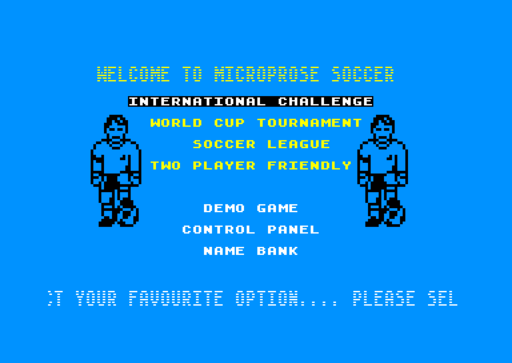 WELCOME TO MICROPROSE SOCCER
INTERNATIONAL CHALLENGE
WORLD CUP TOURNAMENT
SOCCER LEAGUE
TWO PLAYER FRIENDLY
DEMO GAME
CONTROL PANEL
NAME BANK
CT YOUR FAVOURITE OPTION.... PLEASE SEL